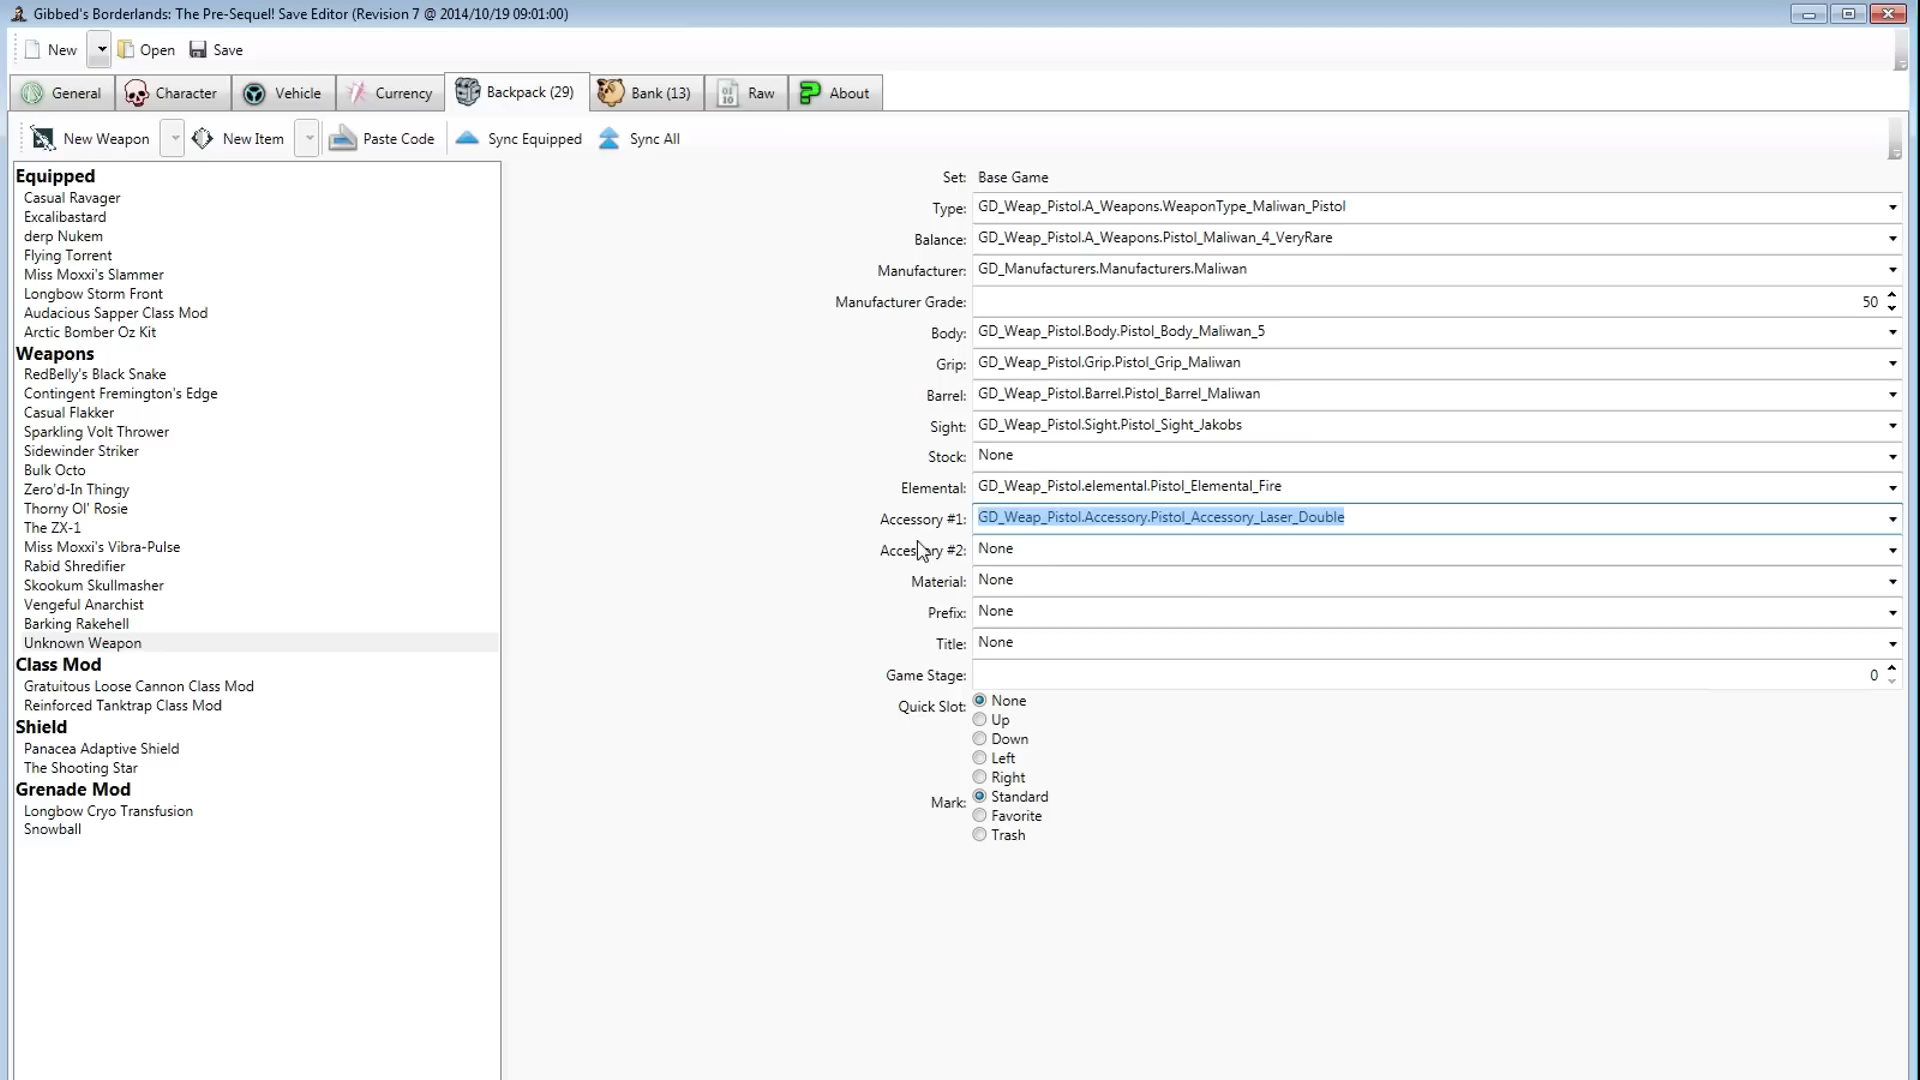 Gibbed's Borderlands: The Pre-Sequel! Save Editor (Revision 7 @ 2014/10/19 09:01:00)
New Open Save
General Character Vehicle Currency Backpack (29) Bank (13) Raw About
New Weapon New Item Paste Code Sync Equipped Sync All
Equipped
Casual Ravager
Excalibastard
derp Nukem
Flying Torrent
Miss Moxxi's Slammer
Longbow Storm Front
Audacious Sapper Class Mod
Arctic Bomber Oz Kit
Weapons
RedBelly's Black Snake
Contingent Fremington's Edge
Casual Flakker
Sparkling Volt Thrower
Sidewinder Striker
Bulk Octo
Zero'd-In Thingy
Thorny Ol' Rosie
The ZX-1
Miss Moxxi's Vibra-Pulse
Rabid Shredifier
Skookum Skullmasher
Vengeful Anarchist
Barking Rakehell
Unknown Weapon
Class Mod
Gratuitous Loose Cannon Class Mod
Reinforced Tanktrap Class Mod
Shield
Panacea Adaptive Shield
The Shooting Star
Grenade Mod
Longbow Cryo Transfusion
Snowball
Set: Base Game
Type: GD_Weap_Pistol.A_Weapons.WeaponType_Maliwan_Pistol
Balance: GD_Weap_Pistol.A_Weapons.Pistol_Maliwan_4_VeryRare
Manufacturer: GD_Manufacturers.Manufacturers.Maliwan
Manufacturer Grade: 50
Body: GD_Weap_Pistol.Body.Pistol_Body_Maliwan_5
Grip: GD_Weap_Pistol.Grip.Pistol_Grip_Maliwan
Barrel: GD_Weap_Pistol.Barrel.Pistol_Barrel_Maliwan
Sight: GD_Weap_Pistol.Sight.Pistol_Sight_Jakobs
Stock: None
Elemental: GD_Weap_Pistol.elemental.Pistol_Elemental_Fire
Accessory #1: GD_Weap_Pistol.Accessory.Pistol_Accessory_Laser_Double
Accessory #2: None
Material: None
Prefix: None
Title: None
Game Stage: 0
Quick Slot: None
Up
Down
Left
Right
Mark: Standard
Favorite
Trash